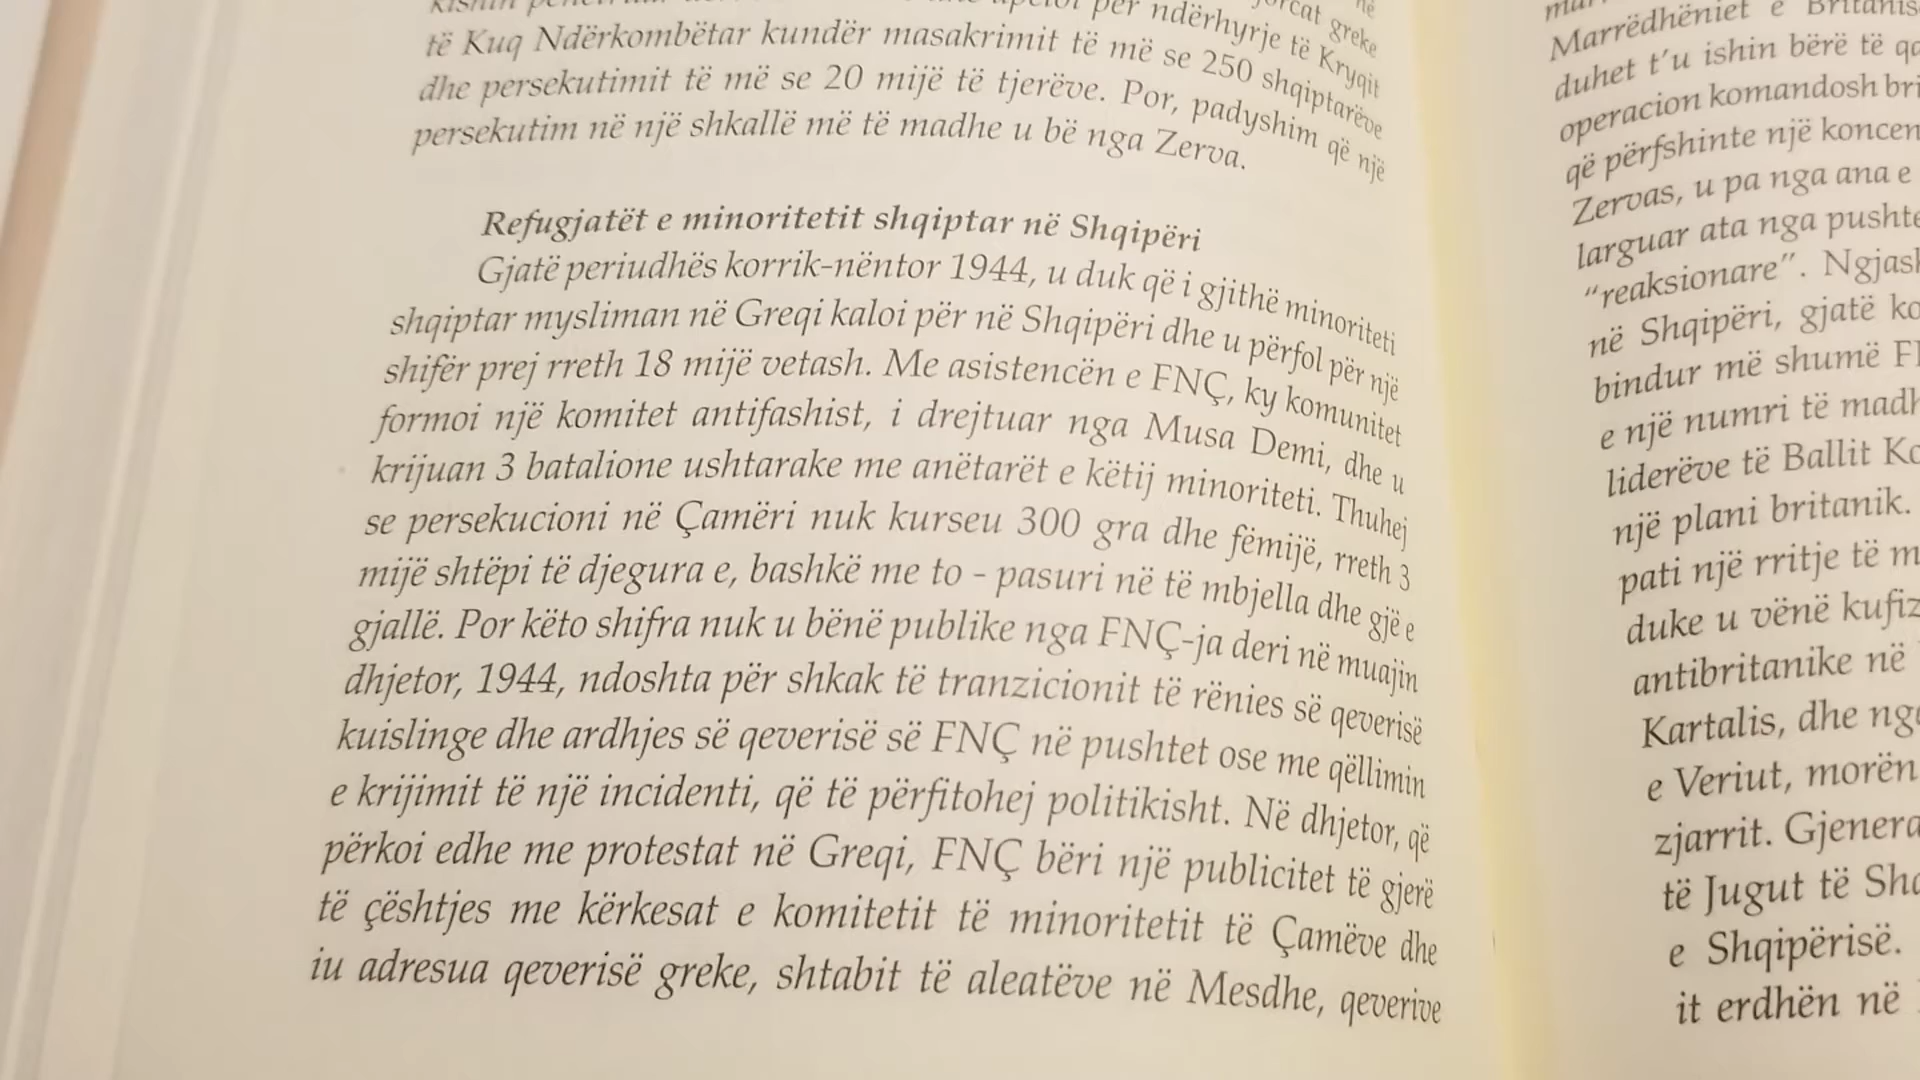 për ndërhyrje të Kryqit
të Kuq Ndërkombëtar kundër masakrimit të më se 250 shqiptarëve
dhe persekutimit të më se 20 mijë të tjerëve. Por, padyshim që një
persekutim në një shkallë më të madhe u bë nga Zerva.
Refugjatët e minoritetit shqiptar në Shqipëri
Gjatë periudhës korrik-nëntor 1944, u duk që i gjithë minoriteti
shqiptar mysliman në Greqi kaloi për në Shqipëri dhe u përfol për një
shifër prej rreth 18 mijë vetash. Me asistencën e FNÇ, ky komunitet
formoi një komitet antifashist, i drejtuar nga Musa Demi, dhe u
krijuan 3 batalione ushtarake me anëtarët e këtij minoriteti. Thuhej
se persekucioni në Çamëri nuk kurseu 300 gra dhe fëmijë, rreth 3
mijë shtëpi të djegura e, bashkë me to - pasuri në të mbjella dhe gjë e
gjallë. Por këto shifra nuk u bënë publike nga FNÇ-ja deri në muajin
dhjetor, 1944, ndoshta për shkak të tranzicionit të rënies së qeverisë
kuislinge dhe ardhjes së qeverisë së FNÇ në pushtet ose me qëllimin
e krijimit të një incidenti, që të përfitohej politikisht. Në dhjetor, që
përkoi edhe me protestat në Greqi, FNÇ bëri një publicitet të gjerë
të çështjes me kërkesat e komitetit të minoritetit të Çamëve dhe
iu adresua qeverisë greke, shtabit të aleatëve në Mesdhe, qeverive
Marrëdhëniet e
duhet t'u ishin bërë të
operacion komandosh
që përfshinte një
Zervas, u pa nga ana e
larguar ata nga
"reaksionare".
në Shqipëri, gjatë
bindur më shumë
e një numri të
liderëve të Ballit
një plani britanik.
pati një rritje të
duke u vënë
antibritanike në
Kartalis, dhe
e Veriut, morën
zjarrit.
të Jugut të
e Shqipërisë.
it erdhën në